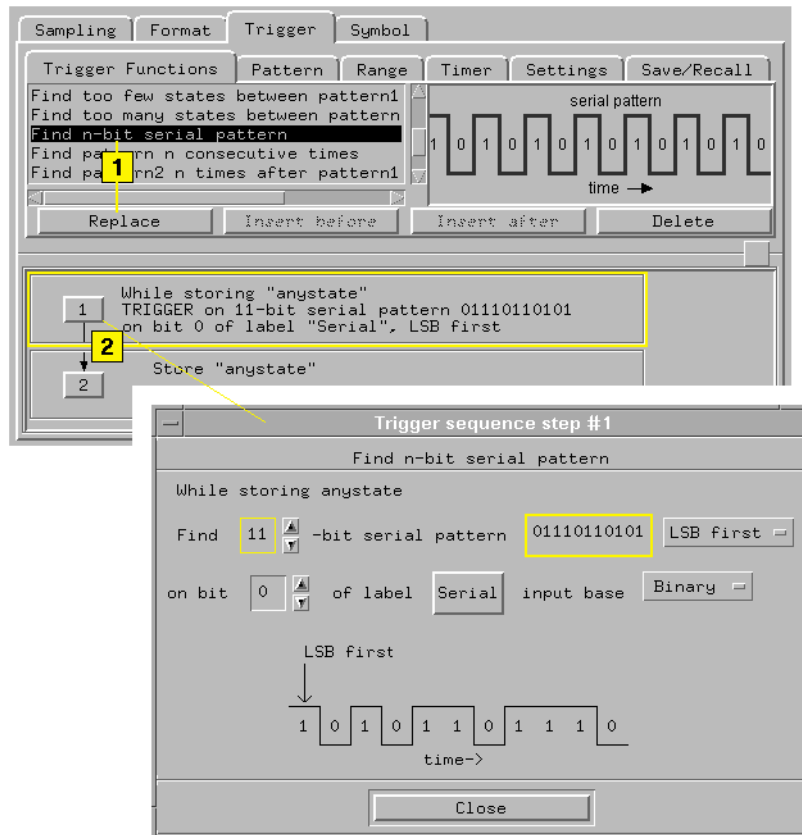 Sampling Format Trigger Symbol
Trigger Functions Pattern Range Timer Settings Save/Recall
Find too few states between pattern1
Find too many states between pattern
Find n-bit serial pattern
Find pa rn n consecutive times
Find pa rn2 n times after pattern1
1
serial pattern
1 0 1 0 1 0 1 0 1 0 1 0 1 0
time
Replace Insert before Insert after Delete
1
While storing "anystate"
TRIGGER on 11-bit serial pattern 01110110101
on bit 0 of label "Serial", LSB first
2
2
Store "anystate"
Trigger sequence step #1
Find n-bit serial pattern
While storing anystate
Find 11 -bit serial pattern 01110110101 LSB first
on bit 0 of label Serial input base Binary
LSB first
1 0 1 0 1 1 0 1 1 1 0
time->
Close